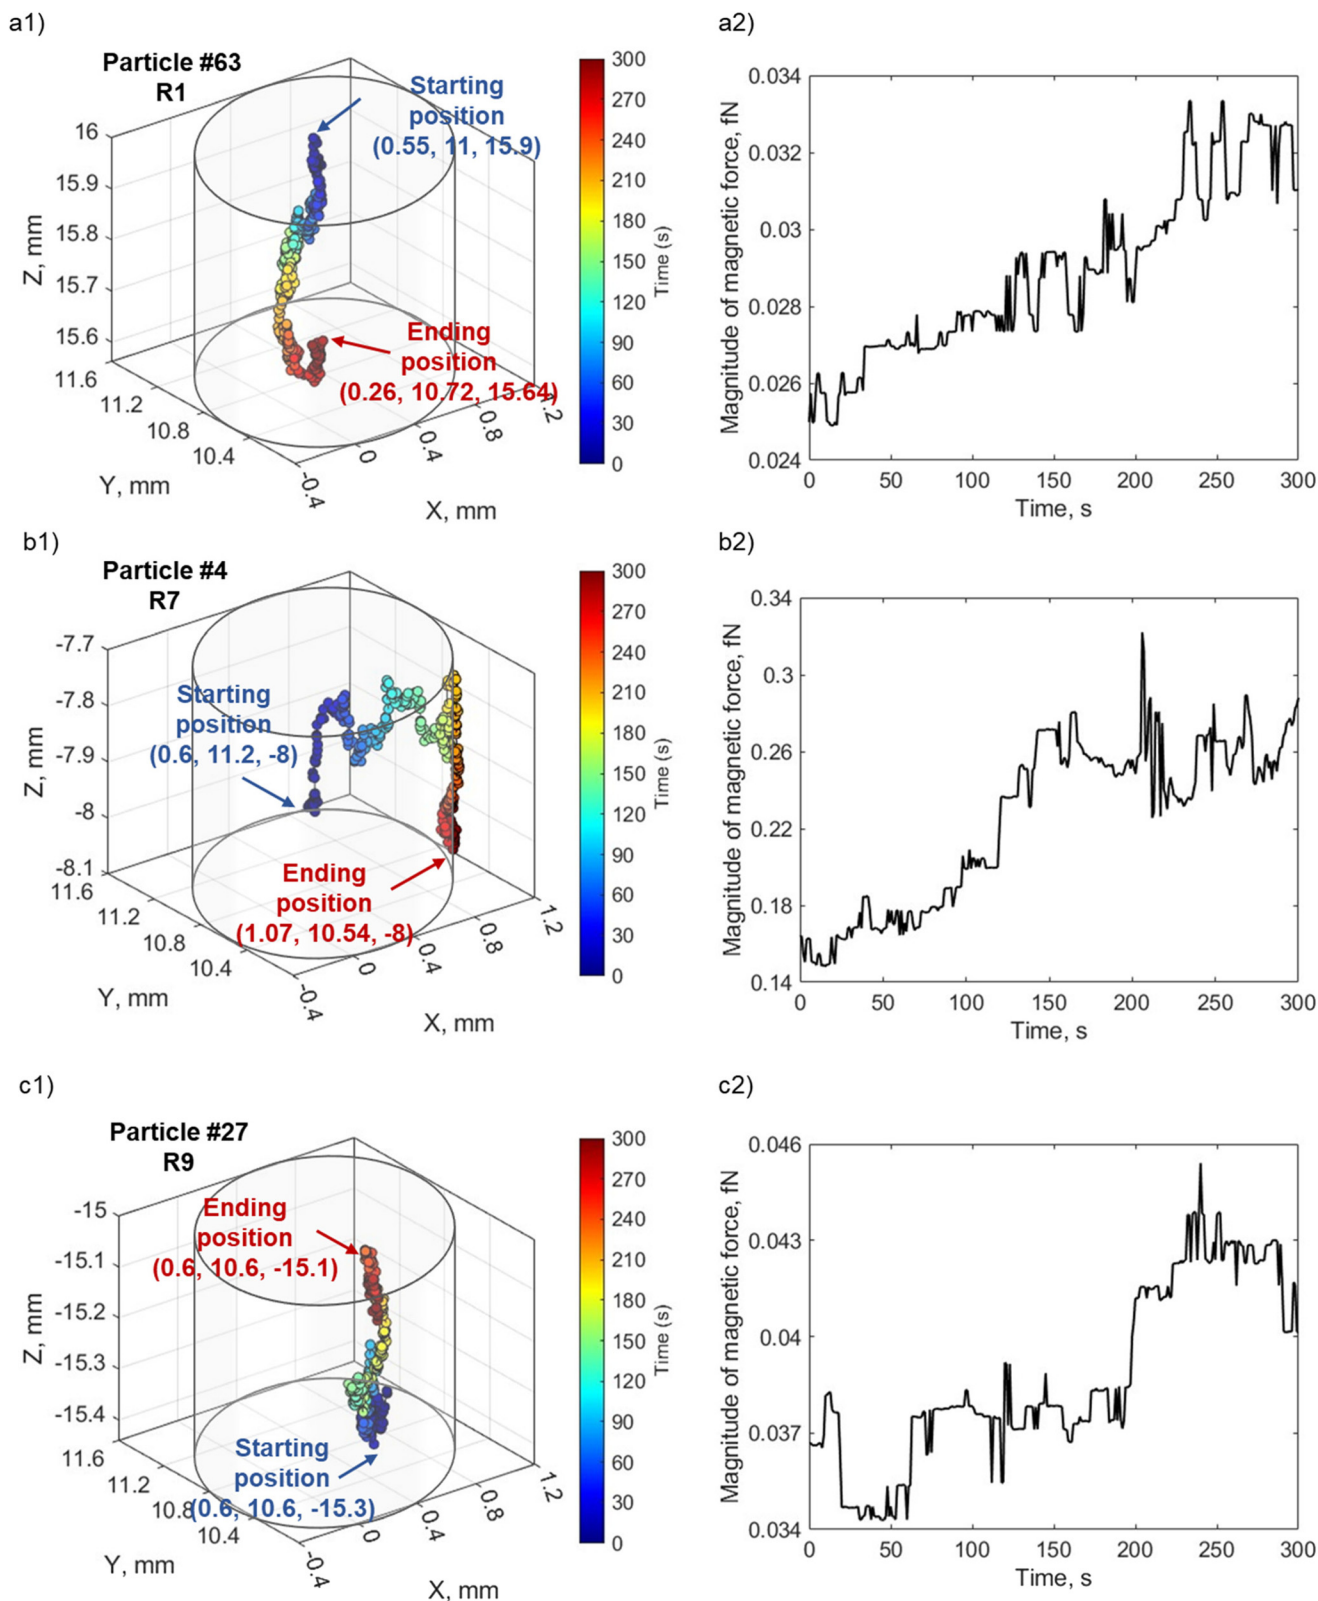 a1)
Particle #63
R1
Starting
position
(0.55, 11, 15.9)
Ending
position
(0.26, 10.72, 15.64)
16
15.9
15.8
15.7
15.6
Z, mm
11.6
11.2
10.8
10.4
Y, mm
-0.4
0
0.4
0.8
1.2
X, mm
300
270
240
210
180
150
120
90
60
30
0
Time (s)
a2)
0.034
0.032
0.03
0.028
0.026
0.024
Magnitude of magnetic force, fN
0
50
100
150
200
250
300
Time, s
b1)
Particle #4
R7
Starting
position
(0.6, 11.2, -8)
Ending
position
(1.07, 10.54, -8)
-7.7
-7.8
-7.9
-8
-8.1
Z, mm
11.6
11.2
10.8
10.4
Y, mm
-0.4
0
0.4
0.8
1.2
X, mm
300
270
240
210
180
150
120
90
60
30
0
Time (s)
b2)
0.34
0.3
0.26
0.22
0.18
0.14
Magnitude of magnetic force, fN
0
50
100
150
200
250
300
Time, s
c1)
Particle #27
R9
Ending
position
(0.6, 10.6, -15.1)
Starting
position
(0.6, 10.6, -15.3)
-15
-15.1
-15.2
-15.3
-15.4
Z, mm
11.6
11.2
10.8
10.4
Y, mm
-0.4
0
0.4
0.8
1.2
X, mm
300
270
240
210
180
150
120
90
60
30
0
Time (s)
c2)
0.046
0.043
0.04
0.037
0.034
Magnitude of magnetic force, fN
0
50
100
150
200
250
300
Time, s